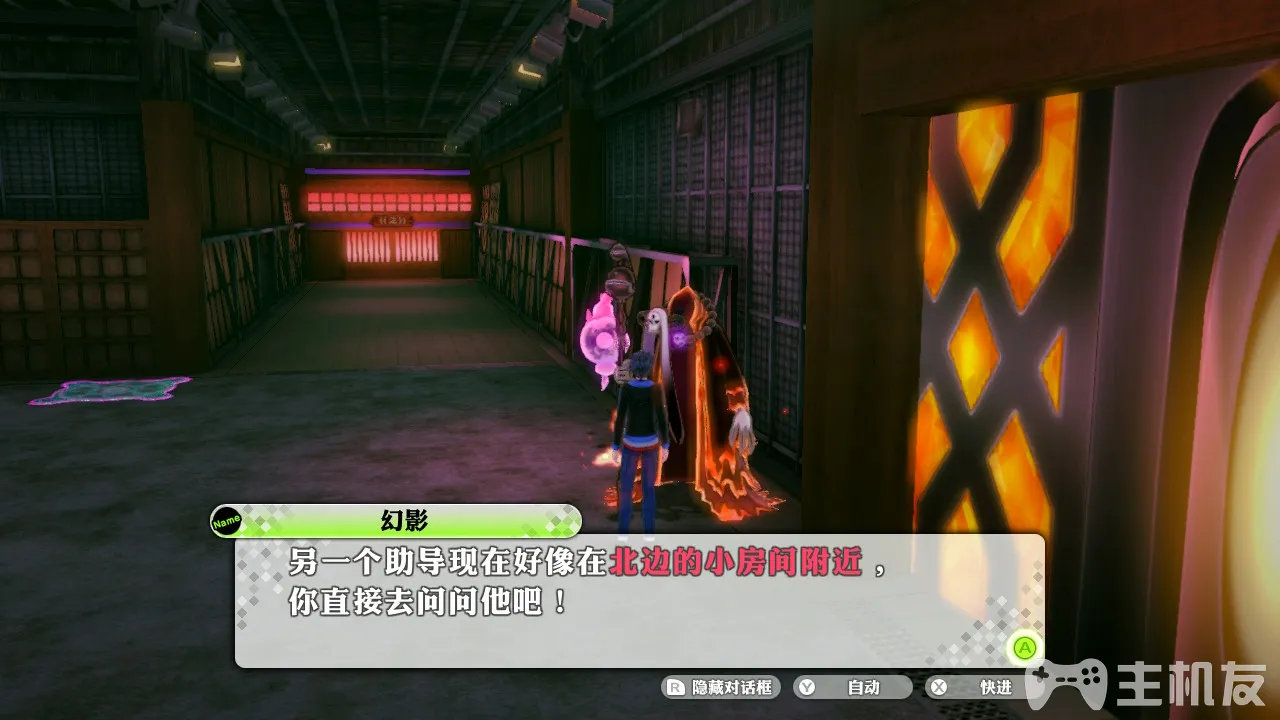 Name
幻影
另一个助导现在好像在北边的小房间附近，
你直接去问问他吧！
A
R 隐藏对话框 Y 自动 X 快进
主机友